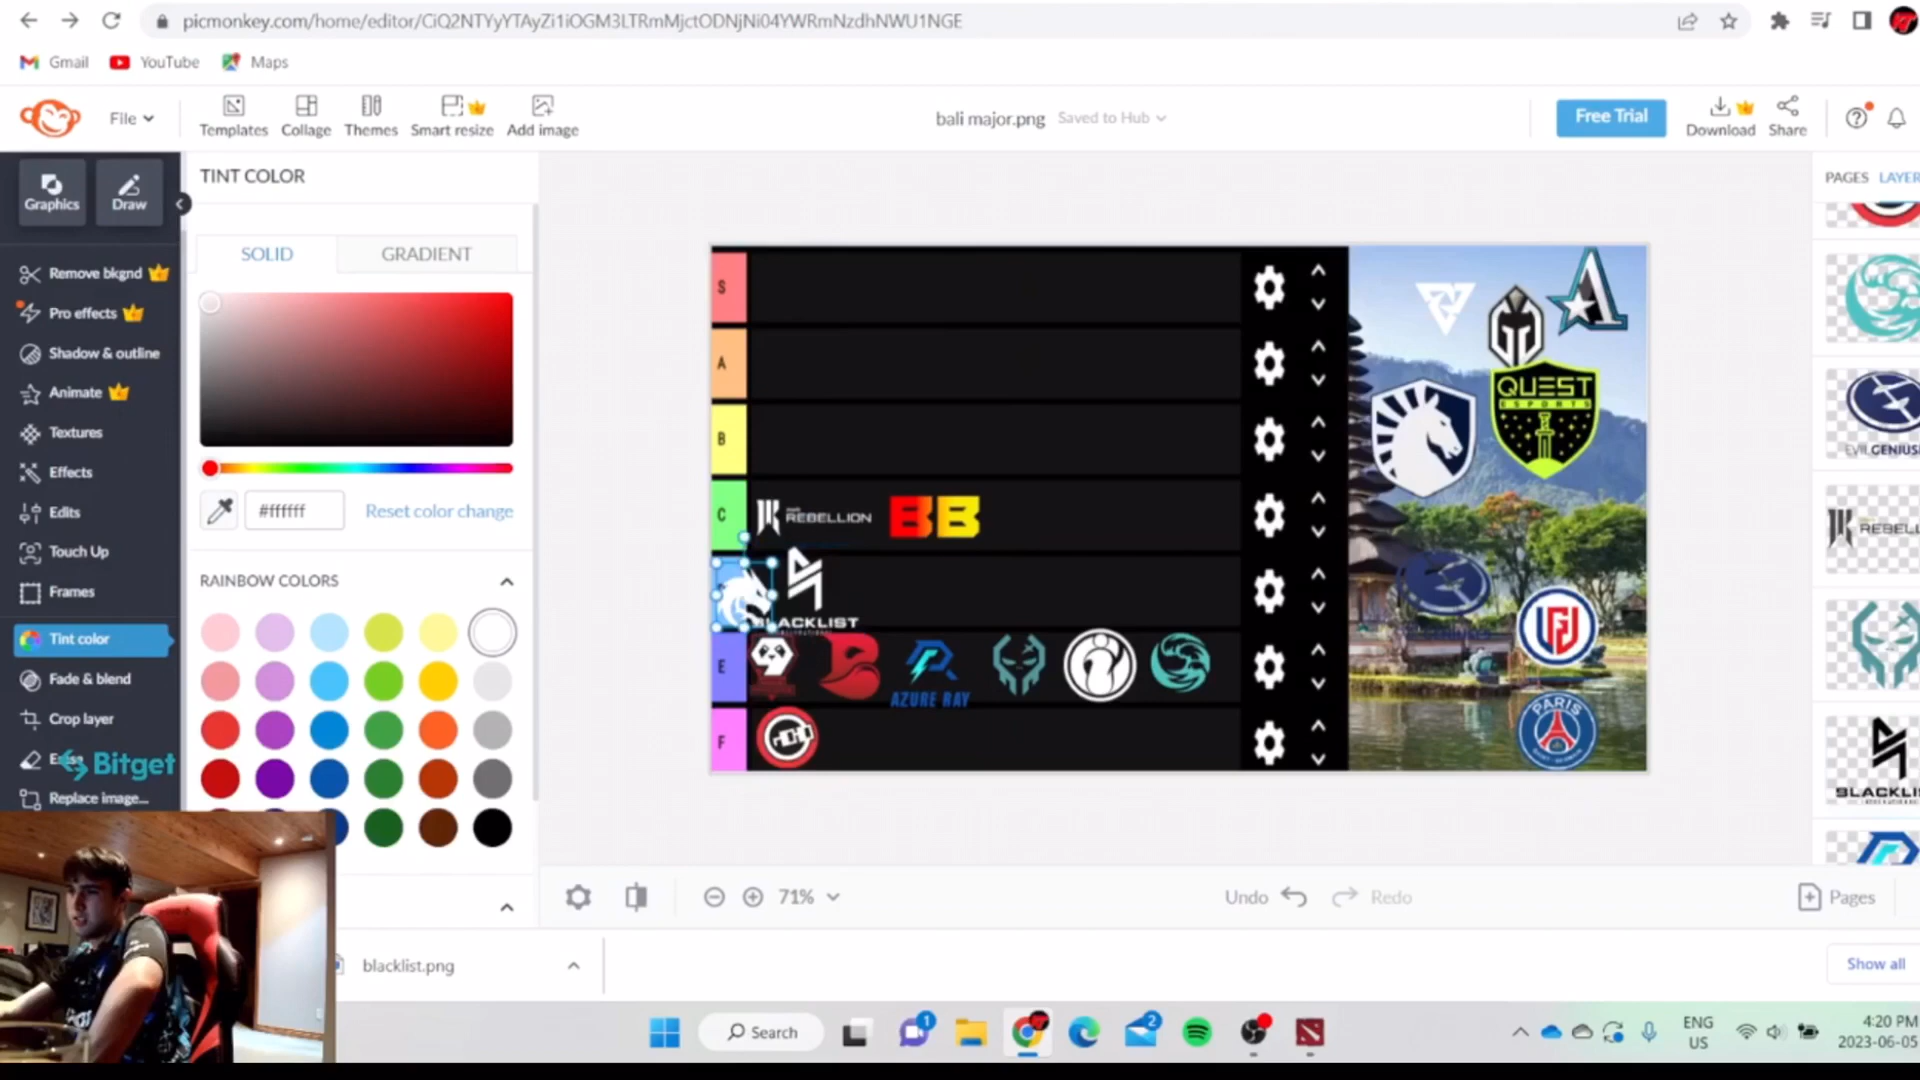 picmonkey.com/home/editor/CiQ2NTYyYTAyZi1iOGM3LTRmMjctODNjNi04YWRmNzdhNWU1NGE
Gmail YouTube Maps
File Templates Collage Themes Smart resize Add image
bali major.png Saved to Hub
Free Trial Download Share
Graphics Draw
TINT COLOR
PAGES LAYER
SOLID GRADIENT
Remove bkgnd
Pro effects
Shadow & outline
Animate
Textures
Effects
Edits
Touch Up
Frames
Tint color
Fade & blend
Crop layer
Bitget
Replace image...
#ffffff Reset color change
RAINBOW COLORS
S
A
B
C REBELLION BB
BLACKLIST
E AZURE RAY
F
QUEST
ESPORTS
PARIS
EVIL GENIUS
REBELL
BLACKLI
71%
Undo Redo
Pages
blacklist.png
Show all
Search
1
2
ENG
US
4:20 PM
2023-06-05